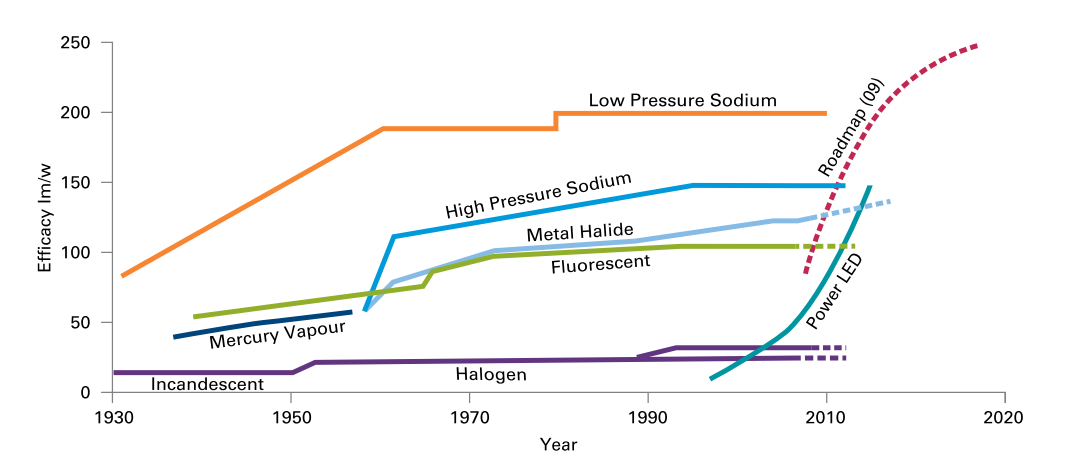 250
200
150
100
50
0
Efficacy lm/w
Low Pressure Sodium
High Pressure Sodium
Metal Halide
Fluorescent
Mercury Vapour
Incandescent
Halogen
Roadmap (09)
Power LED
1930
1950
1970
1990
2010
2020
Year